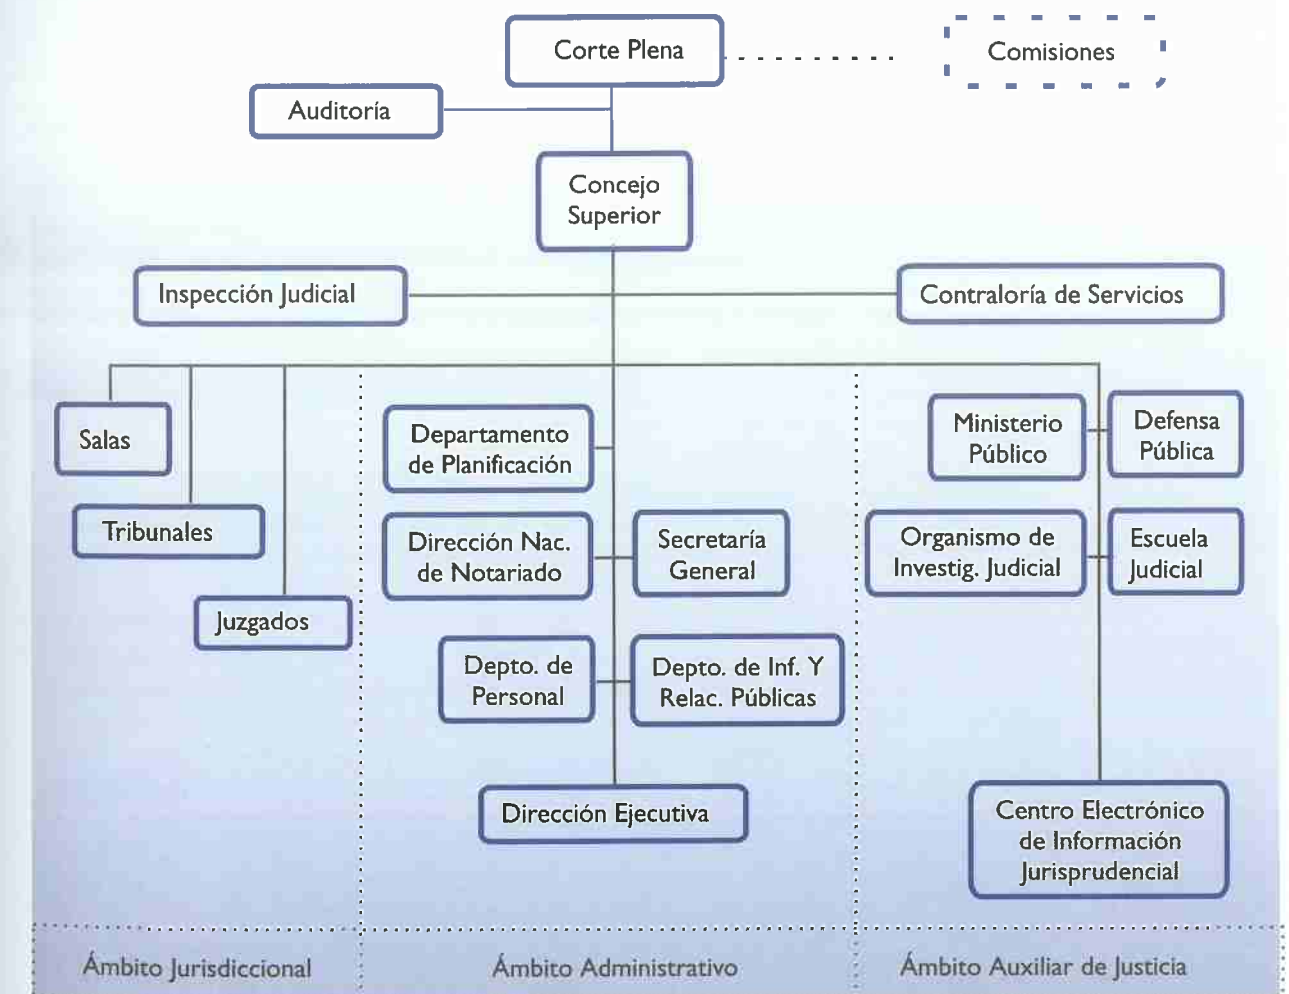 Corte Plena
Comisiones
Auditoría
Concejo
Superior
Inspección Judicial
Contraloría de Servicios
Salas
Tribunales
Juzgados
Departamento
de Planificación
Dirección Nac.
de Notariado
Secretaría
General
Depto. de
Personal
Depto. de Inf. Y
Relac. Públicas
Dirección Ejecutiva
Ministerio
Público
Defensa
Pública
Organismo de
Investig. Judicial
Escuela
Judicial
Centro Electrónico
de Información
Jurisprudencial
Ámbito Jurisdiccional
Ámbito Administrativo
Ámbito Auxiliar de Justicia